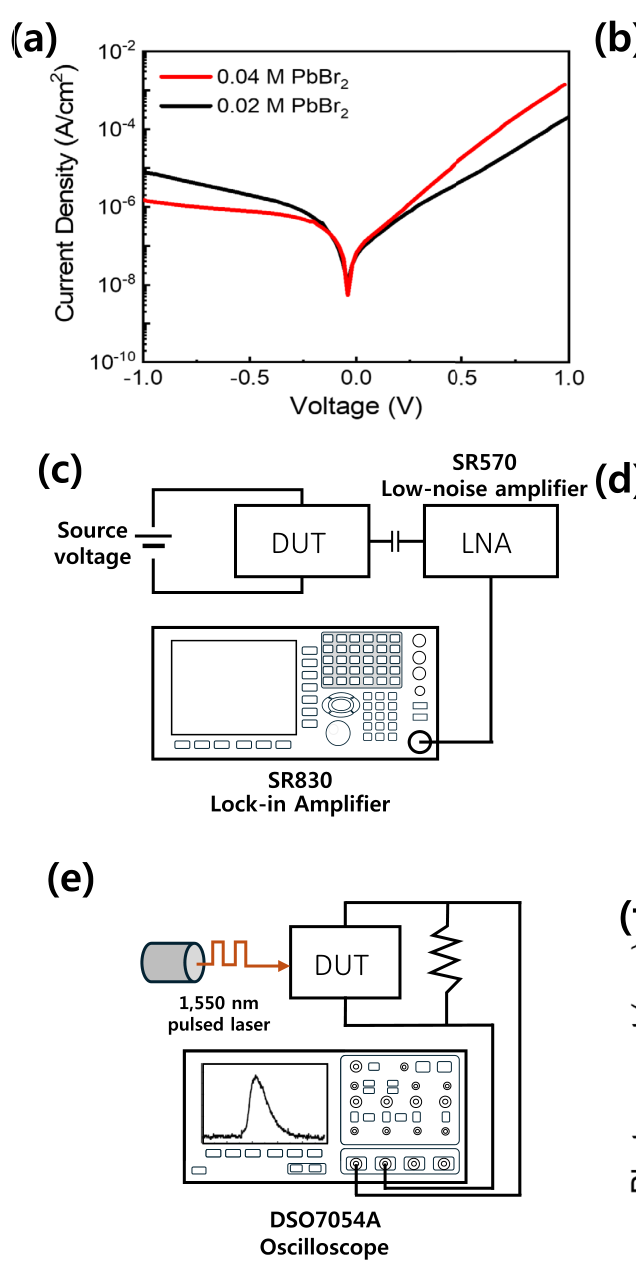 (a)
(b)
10-2
10-4
10-6
10-8
10-10
Current Density (A/cm2)
0.04 M PbBr2
0.02 M PbBr2
-1.0 -0.5 0.0 0.5 1.0
Voltage (V)
(c)
SR570
Low-noise amplifier
(d)
Source
voltage
DUT
LNA
SR830
Lock-in Amplifier
(e)
DUT
1,550 nm
pulsed laser
DSO7054A
Oscilloscope